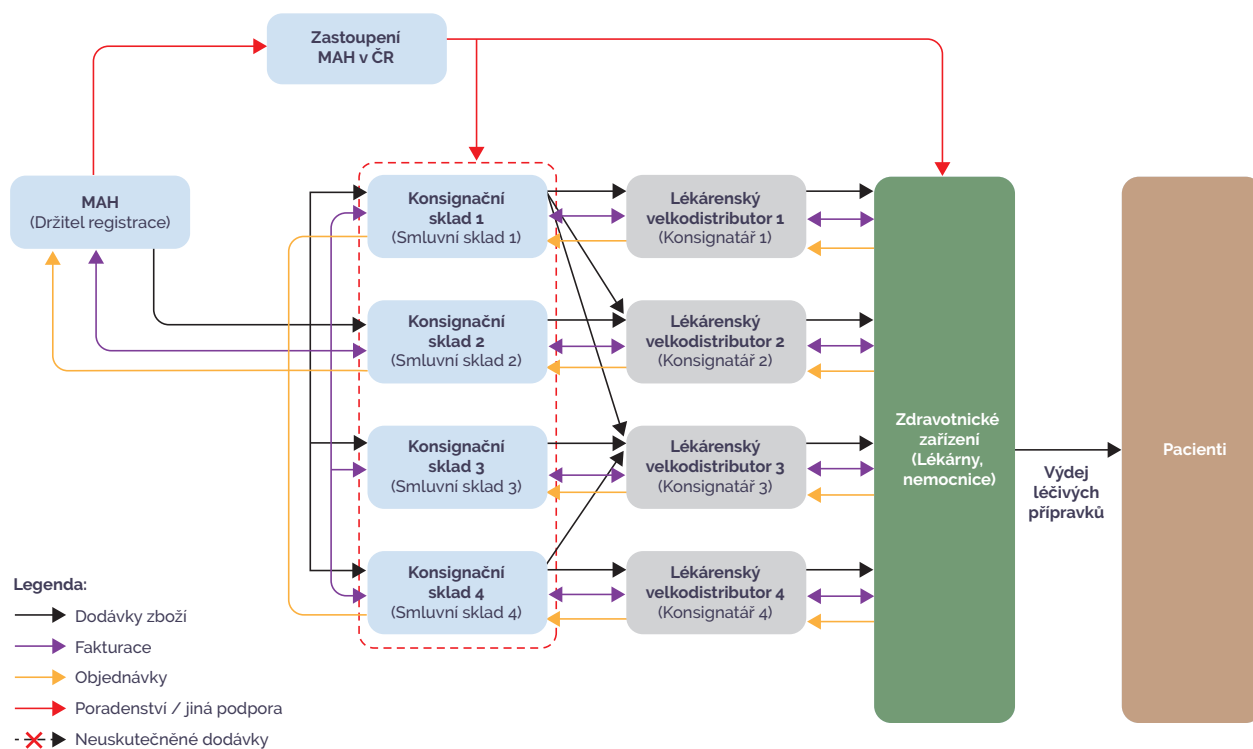 Zastoupení
MAH v ČR
MAH
(Držitel registrace)
Konsignační
sklad 1
(Smluvní sklad 1)
Lékárenský
velkodistributor 1
(Konsignatář 1)
Konsignační
sklad 2
(Smluvní sklad 2)
Lékárenský
velkodistributor 2
(Konsignatář 2)
Konsignační
sklad 3
(Smluvní sklad 3)
Lékárenský
velkodistributor 3
(Konsignatář 3)
Konsignační
sklad 4
(Smluvní sklad 4)
Lékárenský
velkodistributor 4
(Konsignatář 4)
Zdravotnické
zařízení
(Lékárny,
nemocnice)
Výdej
léčivých
přípravků
Pacienti
Legenda:
Dodávky zboží
Fakturace
Objednávky
Poradenství / jiná podpora
Neuskutečněné dodávky